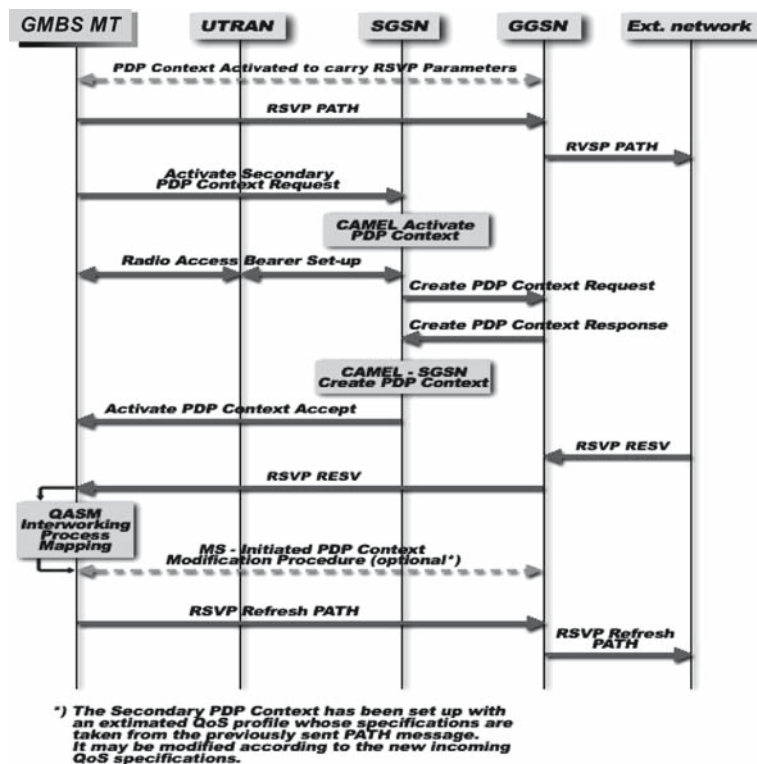 GMBS MT
UTRAN
SGSN
GGSN
Ext. network
PDP Context Activated to carry RSVP Parameters
RSVP PATH
RVSP PATH
Activate Secondary
PDP Context Request
CAMEL Activate
PDP Context
Radio Access Bearer Set-up
Create PDP Context Request
Create PDP Context Response
CAMEL - SGSN
Create PDP Context
Activate PDP Context Accept
RSVP RESV
RSVP RESV
QASM
Interworking
Process
Mapping
MS - Initiated PDP Context
Modification Procedure (optional*)
RSVP Refresh PATH
RSVP Refresh
PATH
*) The Secondary PDP Context has been set up with
an extimated QoS profile whose specifications are
taken from the previously sent PATH message.
It may be modified according to the new incoming
QoS specifications.